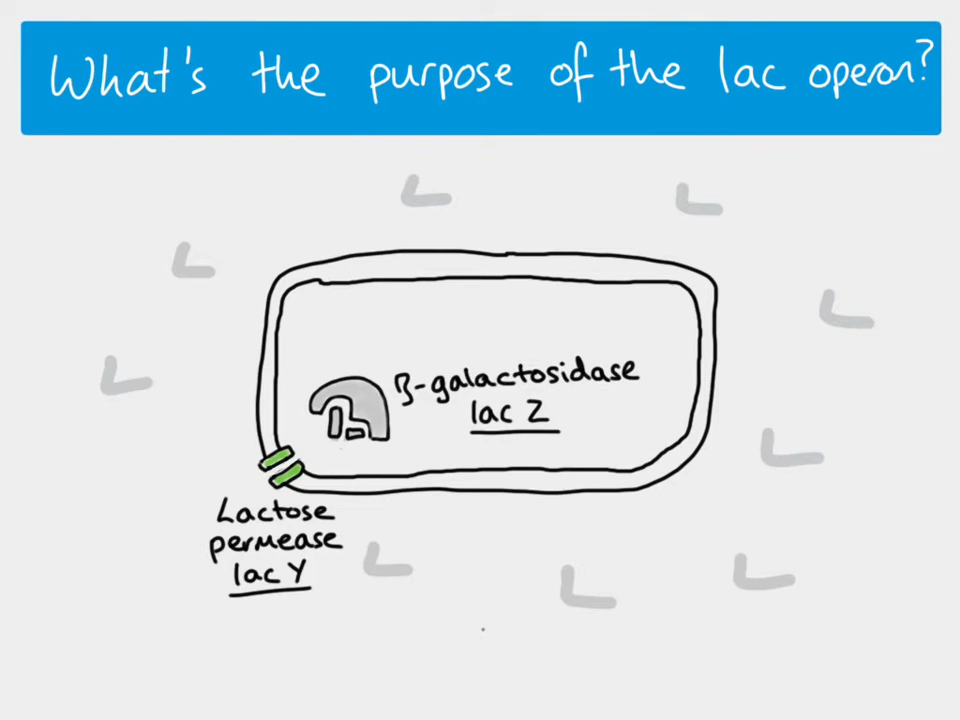 What's the purpose of the lac operon?
β-galactosidase
lac Z
Lactose
permease
lac Y